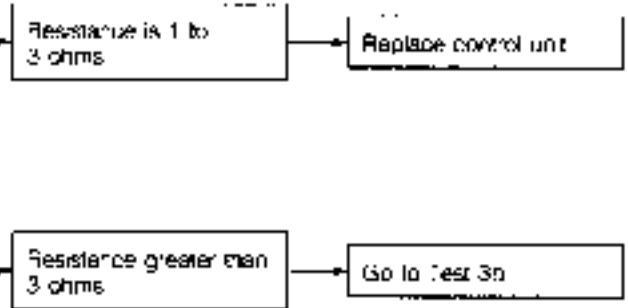 Resistance is 1 to
3 ohms
Replace control unit
Resistance greater than
3 ohms
Go to Test 3b